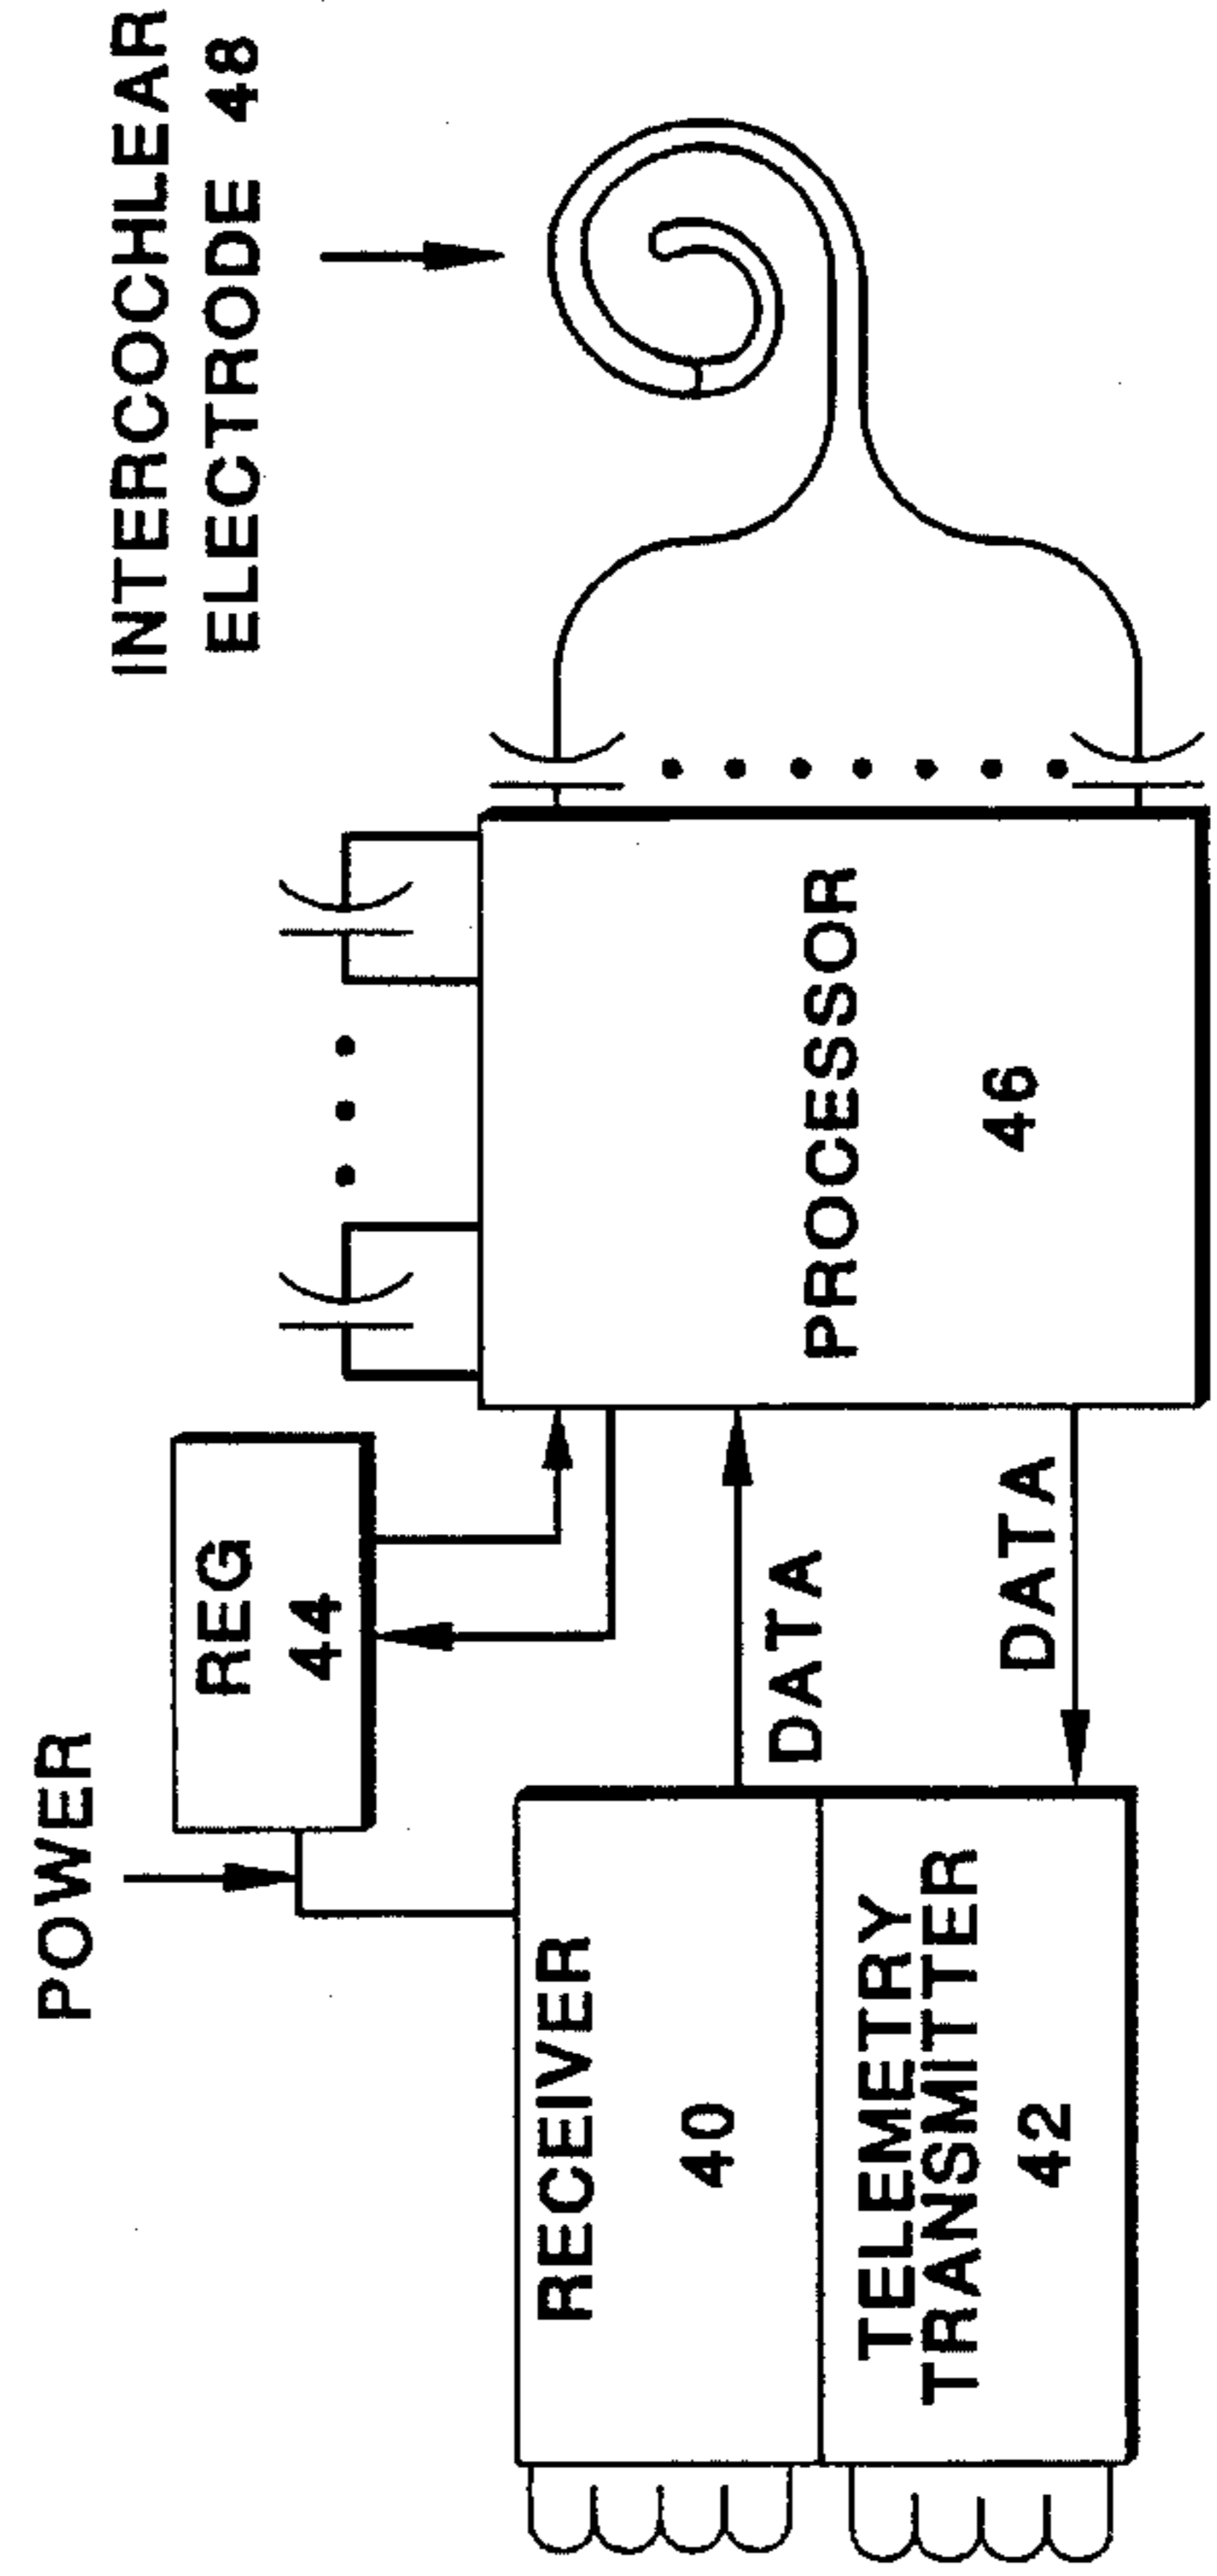 INTERCOCHLEAR
ELECTRODE 48
POWER
REG
44
RECEIVER
40
TELEMETRY
TRANSMITTER
42
DATA
DATA
PROCESSOR
46